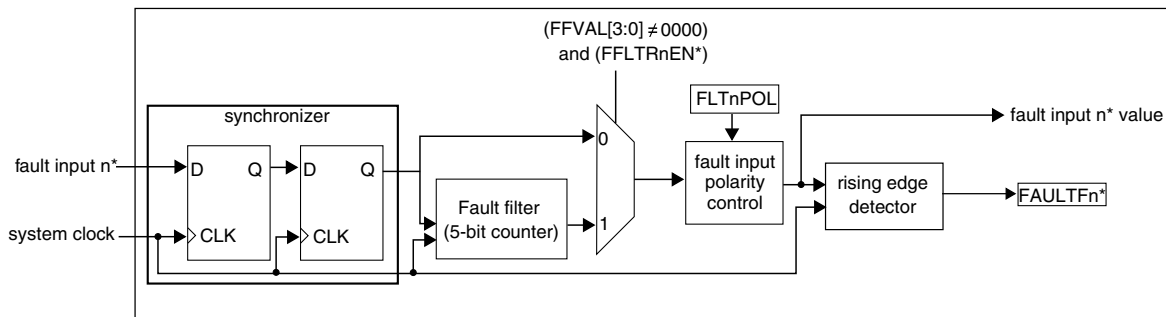 (FFVAL[3:0] ≠ 0000)
and (FFLTRnEN*)
FLTnPOL
synchronizer
fault input n* value
0
fault input n*
D
Q
D
Q
fault input
polarity
control
rising edge
detector
FAULTFn*
Fault filter
(5-bit counter)
1
system clock
CLK
CLK